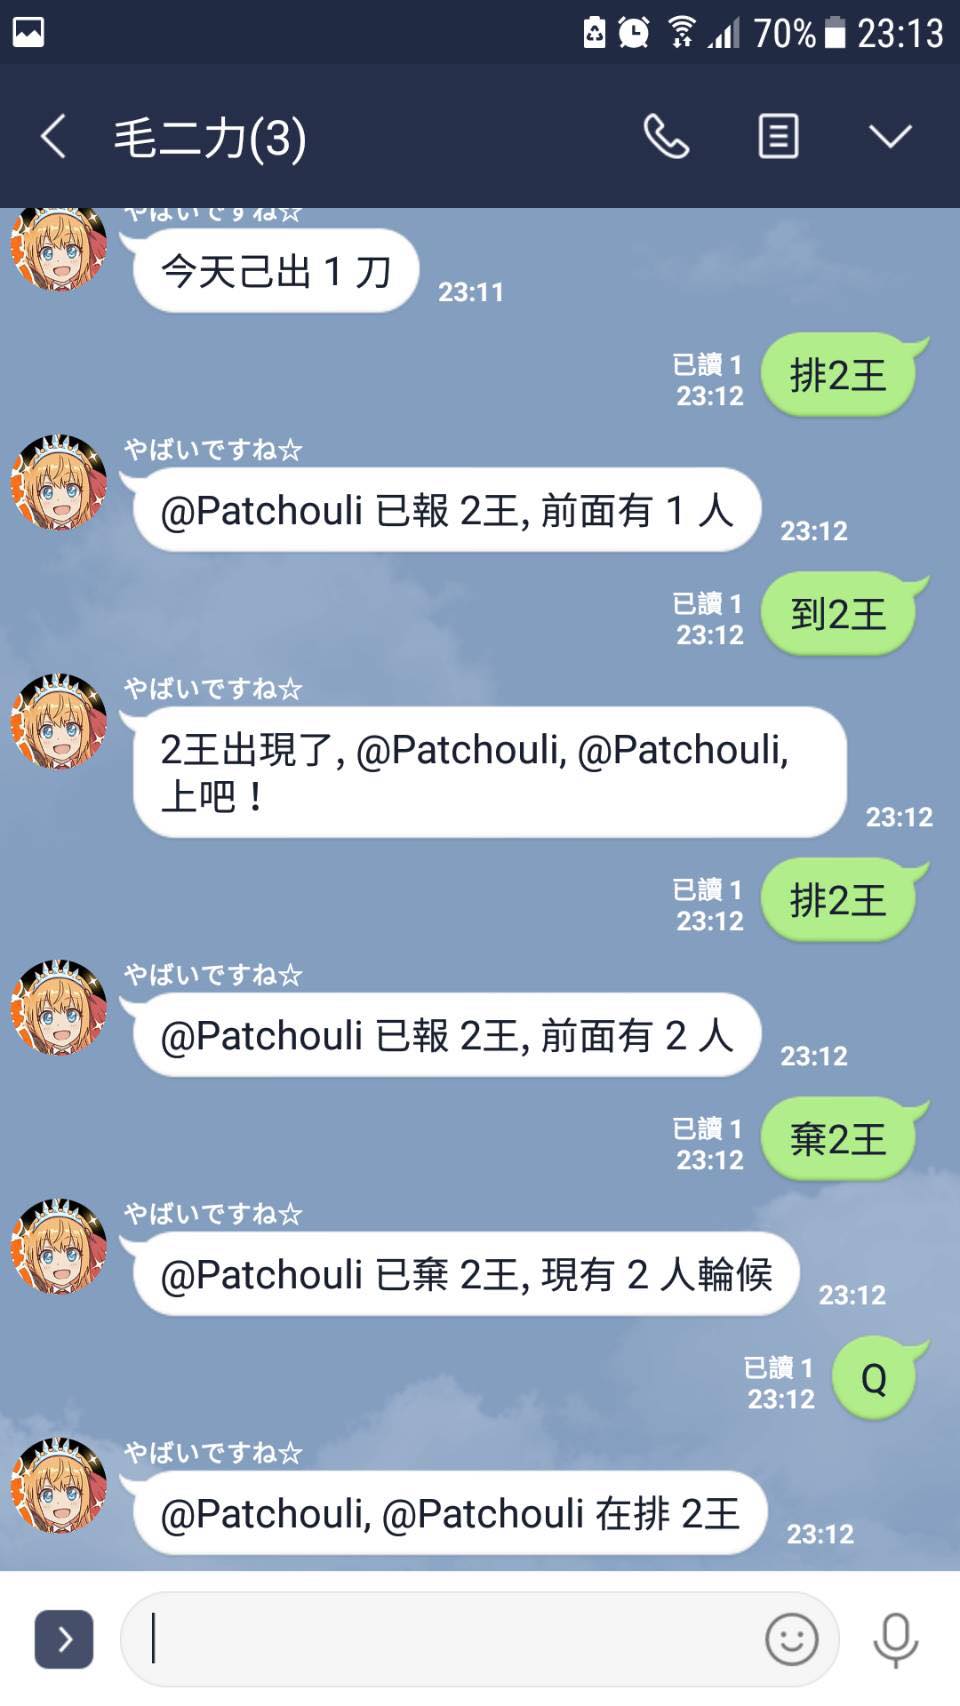 70% 23:13
毛二力(3)
やばいですね☆
今天己出 1 刀
23:11
已讀 1
23:12
排2王
やばいですね☆
@Patchouli 已報 2王, 前面有 1 人
23:12
已讀 1
23:12
到2王
やばいですね☆
2王出現了, @Patchouli, @Patchouli,
上吧！
23:12
已讀 1
23:12
排2王
やばいですね☆
@Patchouli 已報 2王, 前面有 2 人
23:12
已讀 1
23:12
棄2王
やばいですね☆
@Patchouli 已棄 2王, 現有 2 人輪候
23:12
已讀 1
23:12
Q
やばいですね☆
@Patchouli, @Patchouli 在排 2王
23:12